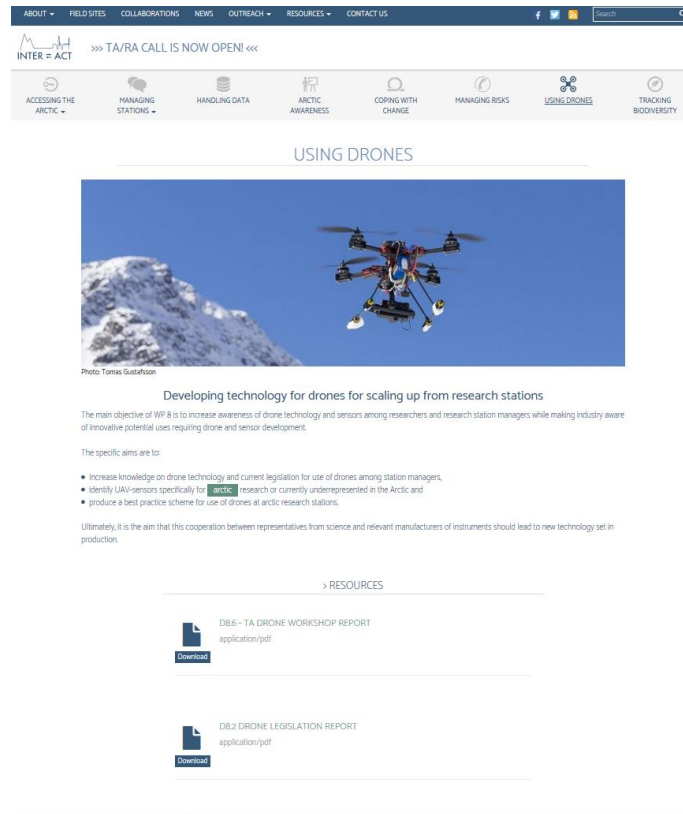 ABOUT FIELD SITES COLLABORATIONS NEWS OUTREACH RESOURCES CONTACT US Search
INTER = ACT
››› TA/RA CALL IS NOW OPEN! ‹‹‹
ACCESSING THE ARCTIC
MANAGING STATIONS
HANDLING DATA
ARCTIC AWARENESS
COPING WITH CHANGE
MANAGING RISKS
USING DRONES
TRACKING BIODIVERSITY
USING DRONES
Photo: Tomas Gustafsson
Developing technology for drones for scaling up from research stations
The main objective of WP 8 is to increase awareness of drone technology and sensors among researchers and research station managers while making industry aware
of innovative potential uses requiring drone and sensor development.
The specific aims are to:
• increase knowledge on drone technology and current legislation for use of drones among station managers,
• identify UAV-sensors specifically for arctic research or currently underrepresented in the Arctic and
• produce a best practice scheme for use of drones at arctic research stations.
Ultimately, it is the aim that this cooperation between representatives from science and relevant manufacturers of instruments should lead to new technology set in
production.
› RESOURCES
D8.6 - TA DRONE WORKSHOP REPORT
application/pdf
Download
D8.2 DRONE LEGISLATION REPORT
application/pdf
Download